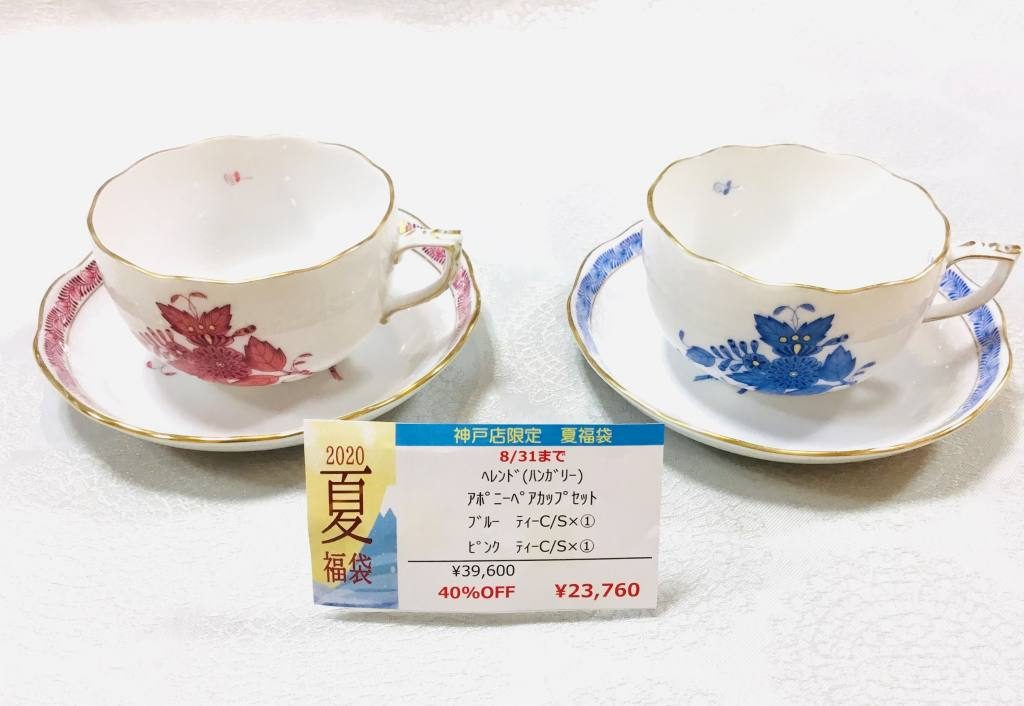 2020
夏
福袋
神戸店限定 夏福袋
8/31まで
ﾍﾚﾝﾄﾞ(ﾊﾝｶﾞﾘｰ)
ｱﾎﾟﾆｰﾍﾟｱｶｯﾌﾟｾｯﾄ
ﾌﾞﾙｰ ﾃｨｰC/S×①
ﾋﾟﾝｸ ﾃｨｰC/S×①
¥39,600
40%OFF ¥23,760